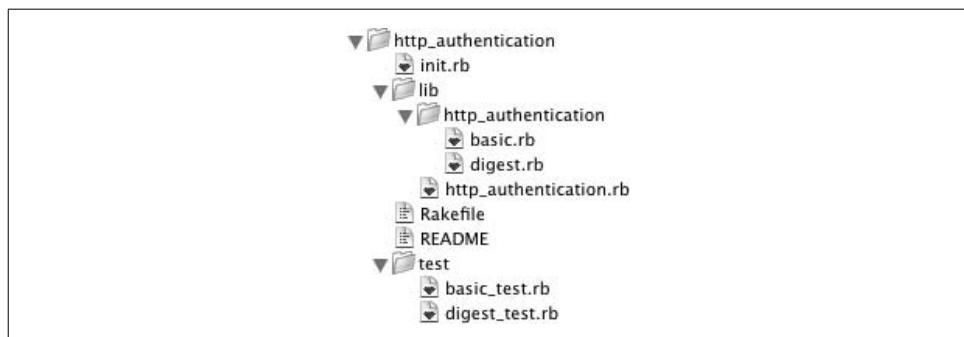 http_authentication
init.rb
lib
http_authentication
basic.rb
digest.rb
http_authentication.rb
Rakefile
README
test
basic_test.rb
digest_test.rb